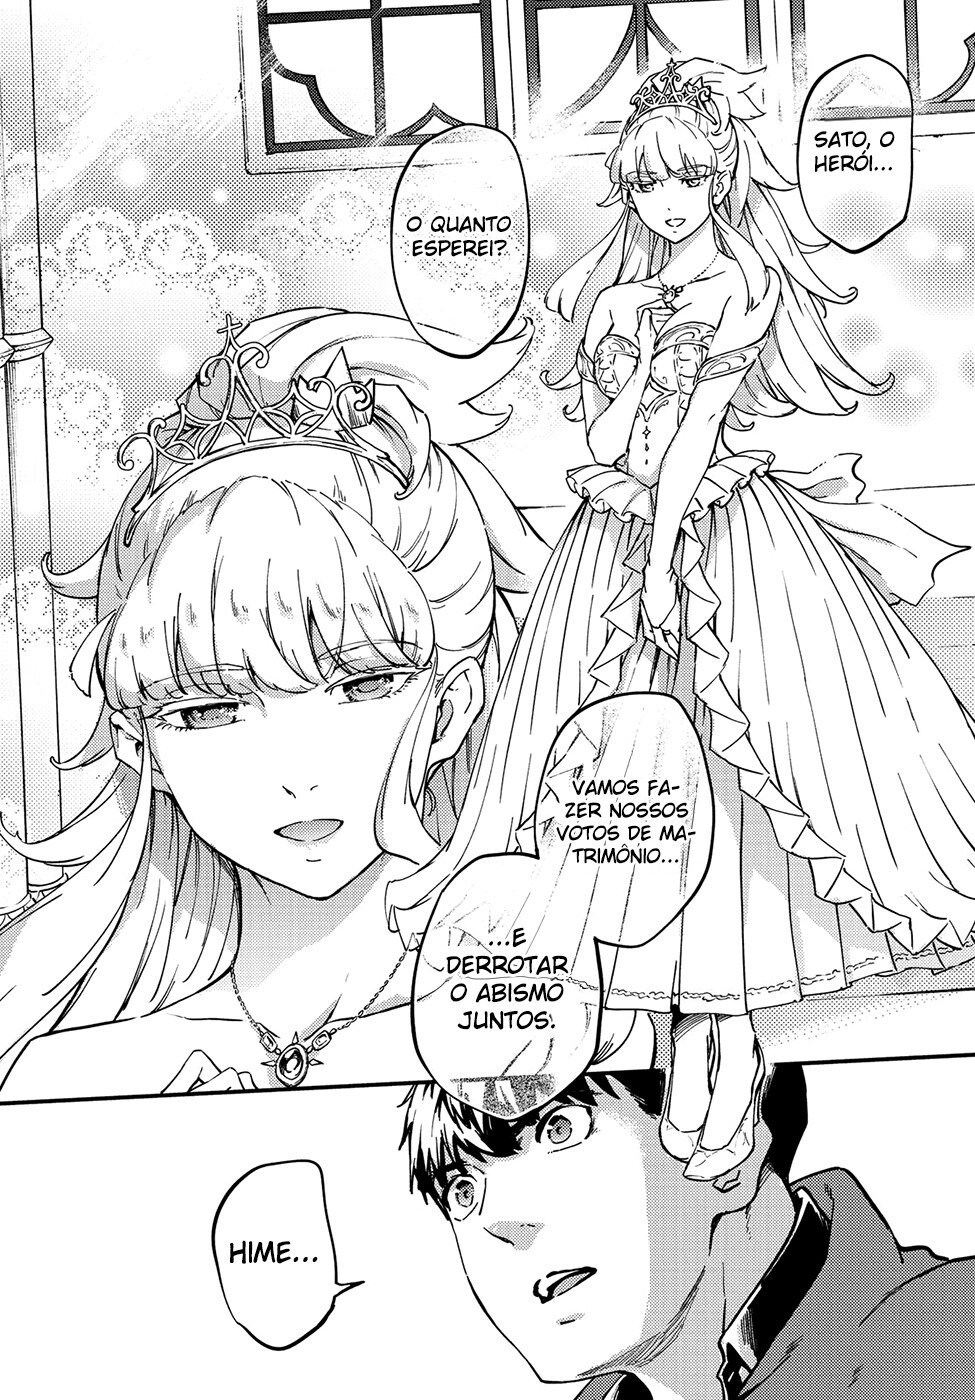 SATO, O
HERÓI...
O QUANTO
ESPEREI?
VAMOS FA-
ZER NOSSOS
VOTOS DE MA-
TRIMÔNIO...
...E
DERROTAR
O ABISMO
JUNTOS.
HIME...